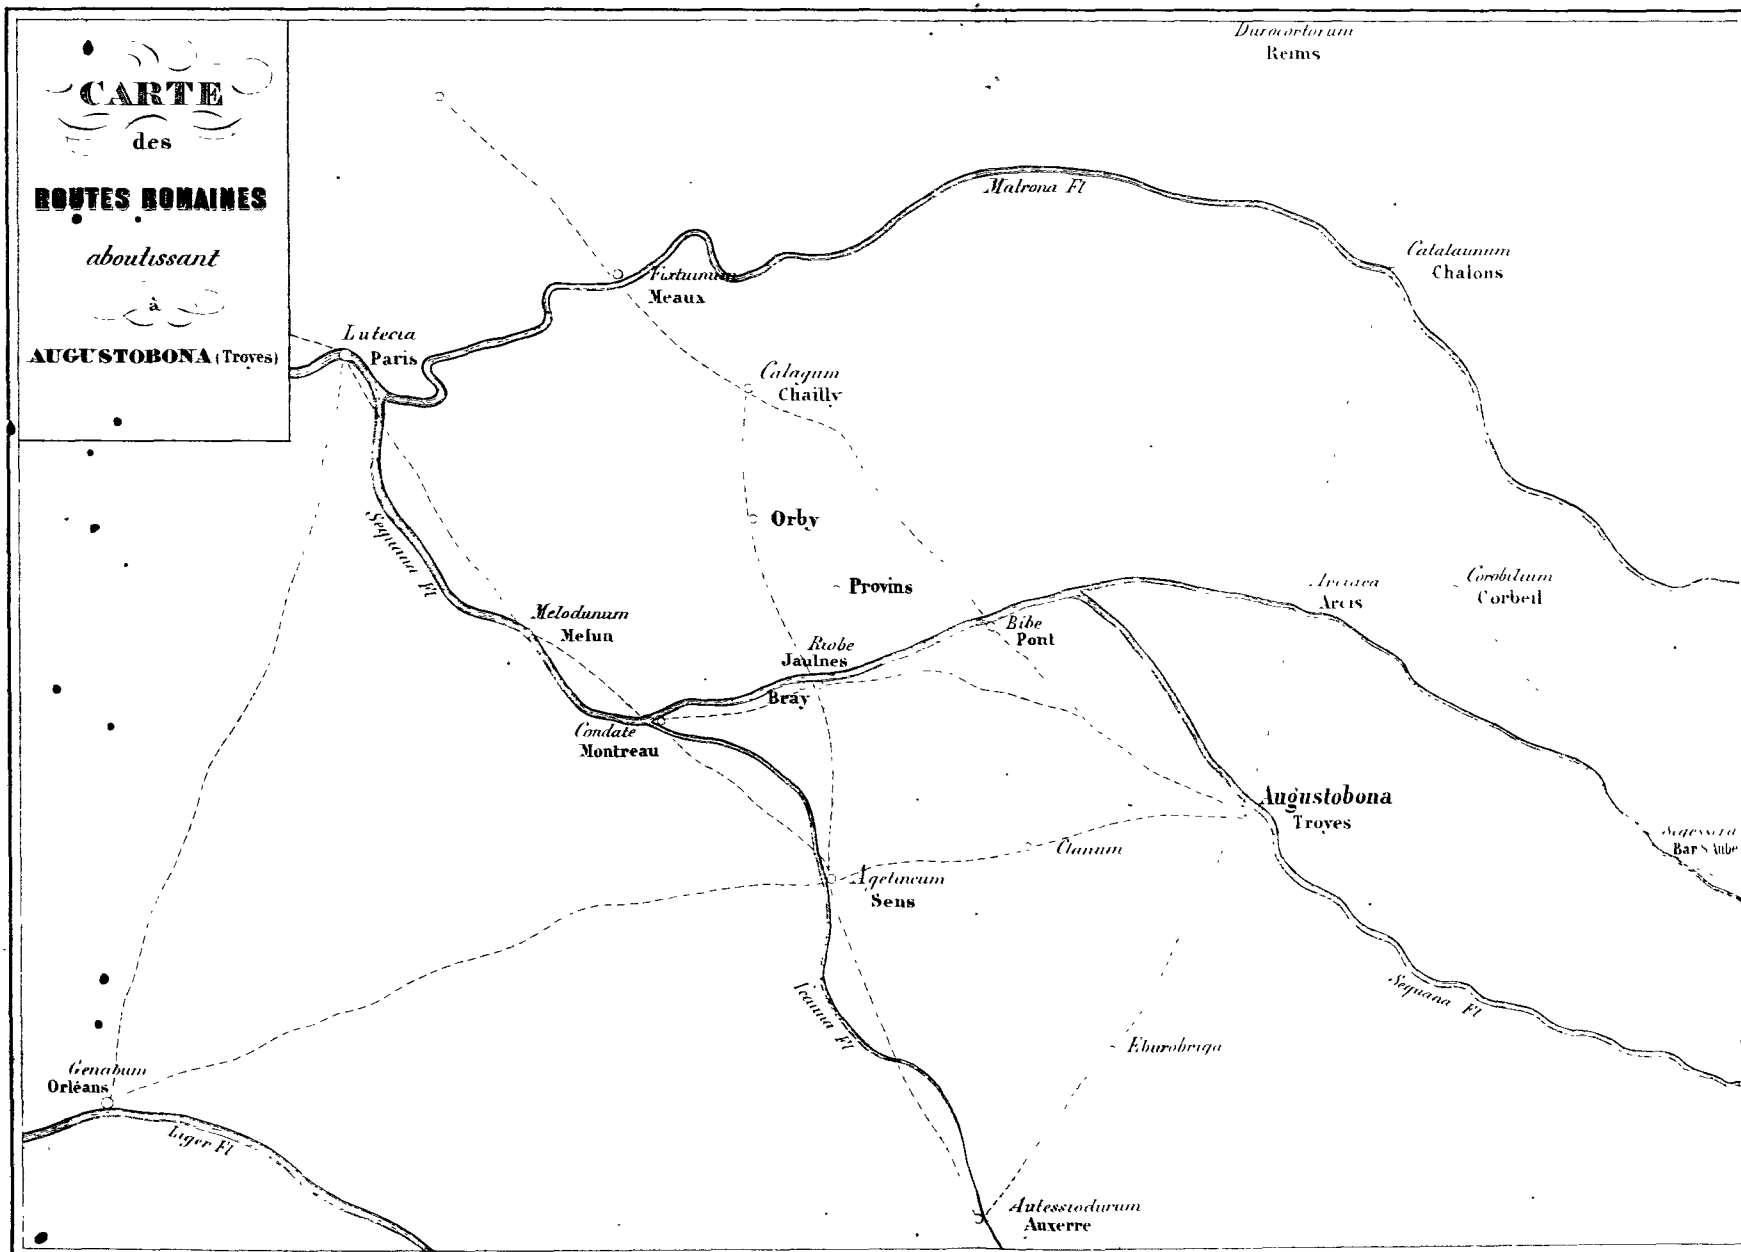 CARTE
des
ROUTES ROMAINES
aboutissant
à
AUGUSTOBONA (Troyes)
Durocortorum
Reims
Matrona Fl
Catalaunum
Chalons
Fixtuinum
Meaux
Lutecia
Paris
Calagum
Chailly
Orby
Sequana Fl
Provins
Arciaca
Arcis
Corobilium
Corbeil
Melodunum
Melun
Bibe
Pont
Riobe
Jaulnes
Bray
Condate
Montreau
Augustobona
Troyes
Segessera
Bar S Aube
Clanum
Agetincum
Sens
Icauna Fl
Sequana Fl
Eburobriga
Genabum
Orléans
Liger Fl
Autessiodurum
Auxerre